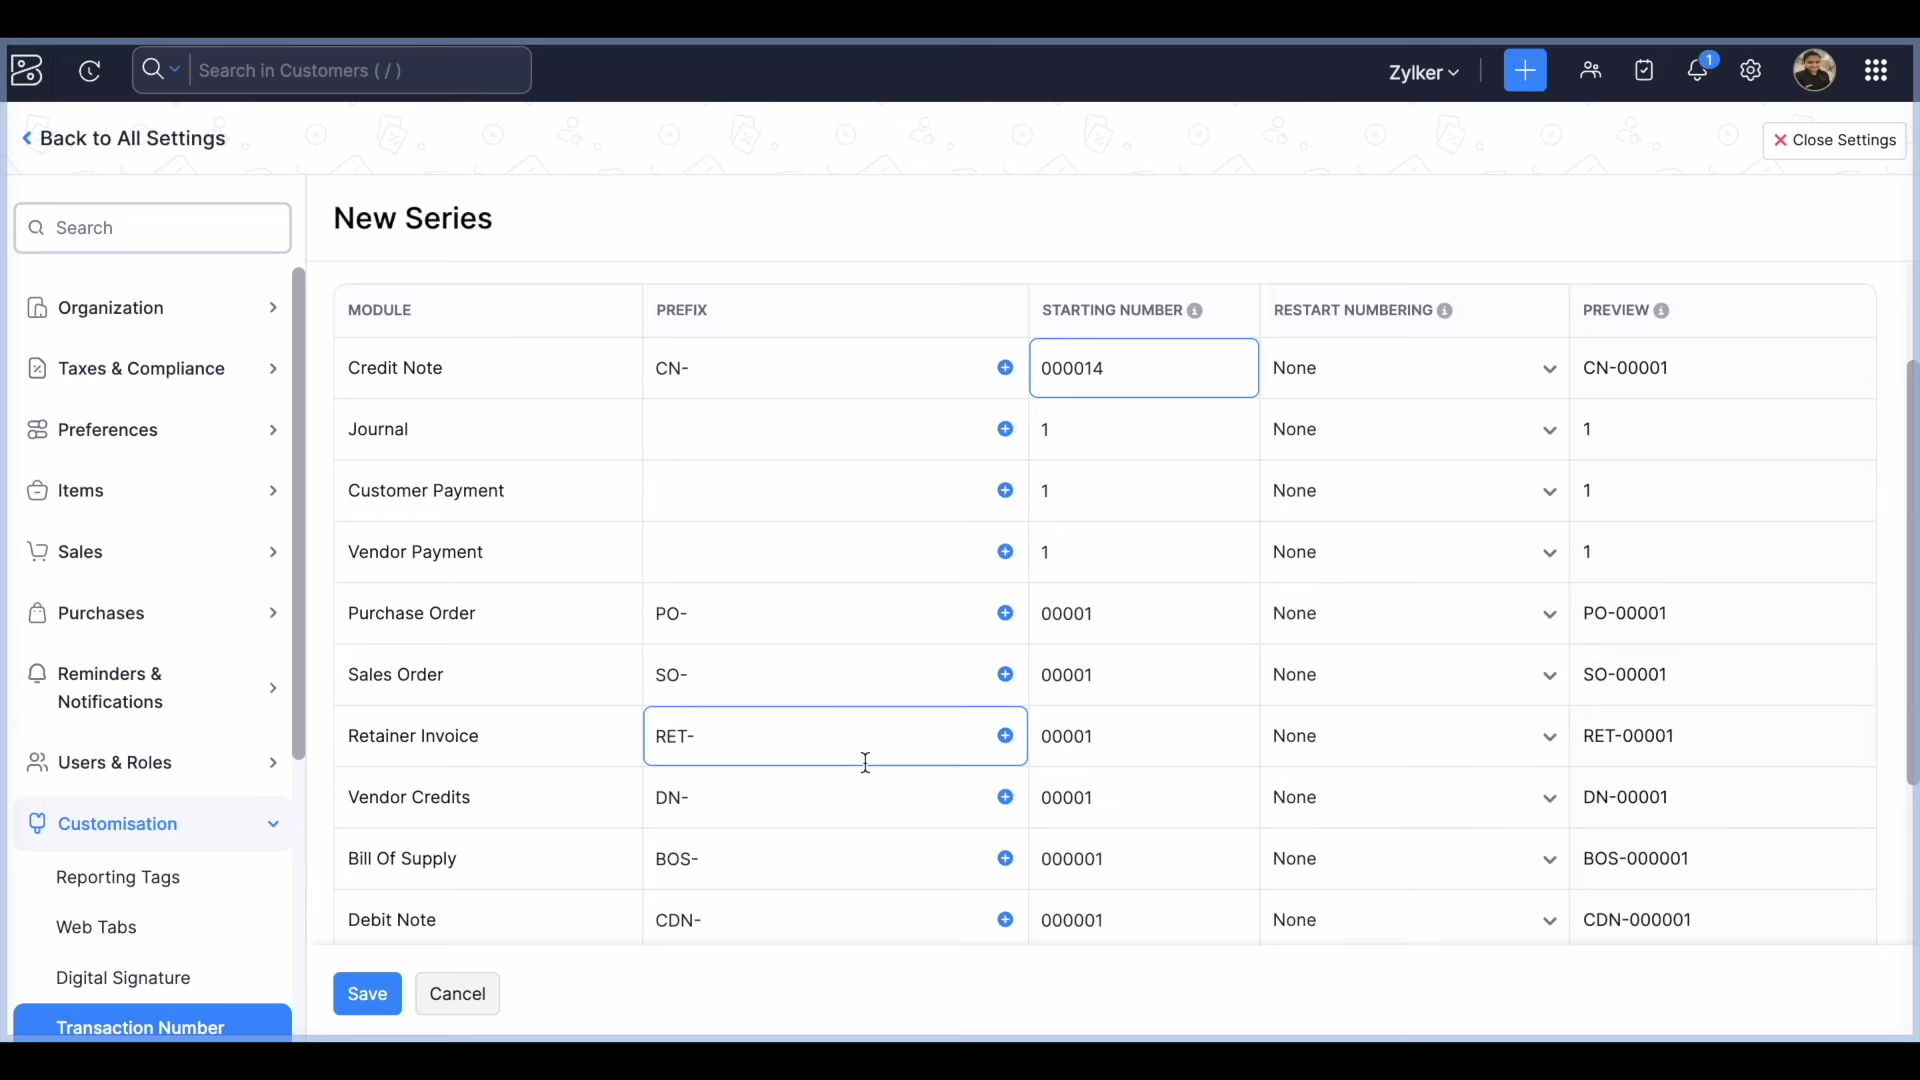 Search in Customers ( / )
Zylker
1
Back to All Settings
Close Settings
Search
Organization
Taxes & Compliance
Preferences
Items
Sales
Purchases
Reminders &
Notifications
Users & Roles
Customisation
Reporting Tags
Web Tabs
Digital Signature
Transaction Number
New Series
MODULE PREFIX STARTING NUMBER RESTART NUMBERING PREVIEW
Credit Note CN- 000014 None CN-00001
Journal 1 None 1
Customer Payment 1 None 1
Vendor Payment 1 None 1
Purchase Order PO- 00001 None PO-00001
Sales Order SO- 00001 None SO-00001
Retainer Invoice RET- 00001 None RET-00001
Vendor Credits DN- 00001 None DN-00001
Bill Of Supply BOS- 000001 None BOS-000001
Debit Note CDN- 000001 None CDN-000001
Save Cancel